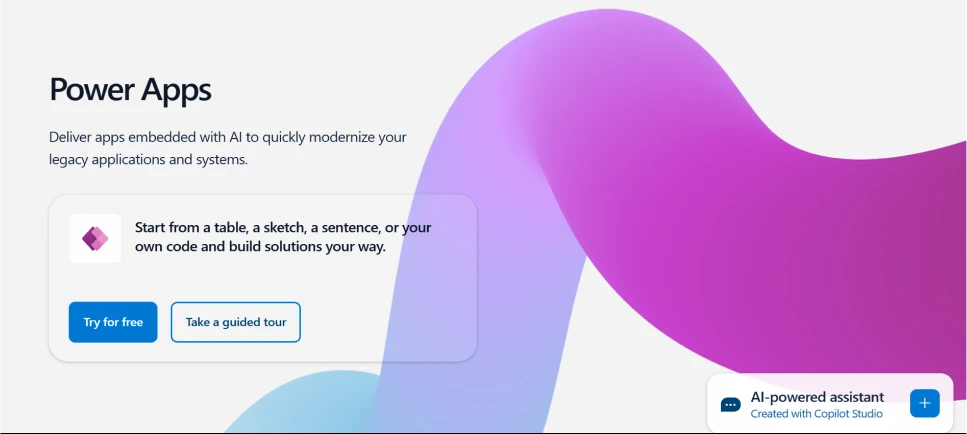 Power Apps
Deliver apps embedded with AI to quickly modernize your
legacy applications and systems.
Start from a table, a sketch, a sentence, or your
own code and build solutions your way.
Try for free
Take a guided tour
AI-powered assistant
Created with Copilot Studio